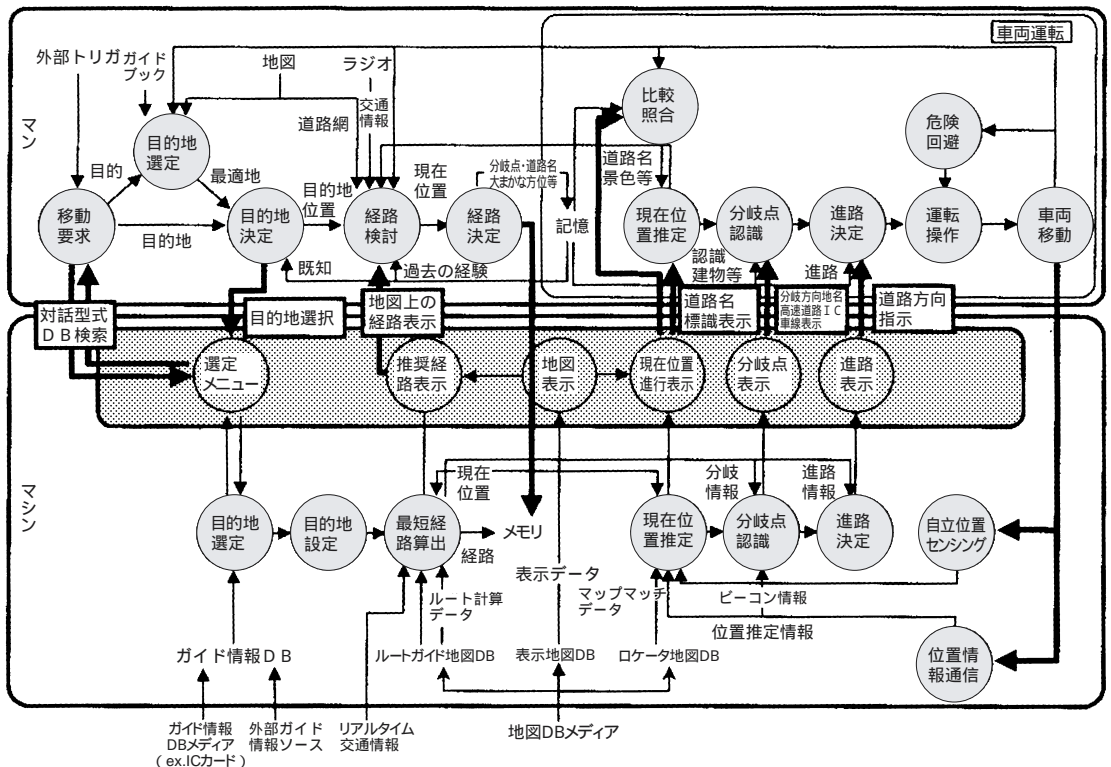 車両運転
外部トリガ
ガイド
ブック
地図
ラジオ
交通
情報
道路網
マン
目的地
選定
目的
最適地
移動
要求
目的地
目的地
決定
目的地
位置
経路
検討
現在
位置
経路
決定
分岐点・道路名
大まかな方位等
記憶
既知
過去の経験
比較
照合
道路名
景色等
現在位
置推定
分岐点
認識
進路
決定
危険
回避
運転
操作
車両
移動
認識
建物等
進路
対話型式
DB検索
目的地選択
地図上の
経路表示
道路名
標識表示
分岐方向地名
高速道路IC
車線表示
道路方向
指示
選定
メニュー
推奨経
路表示
地図
表示
現在位置
進行表示
分岐点
表示
進路
表示
マシン
現在
位置
分岐
情報
進路
情報
目的地
選定
目的地
設定
最短経
路算出
経路
メモリ
現在位
置推定
分岐点
認識
進路
決定
自立位置
センシング
表示データ
ルート計算
データ
マップマッチ
データ
ビーコン情報
位置推定情報
位置情
報通信
ガイド情報DB
ルートガイド地図DB
表示地図DB
ロケータ地図DB
ガイド情報
DBメディア
(ex.ICカード)
外部ガイド
情報ソース
リアルタイム
交通情報
地図DBメディア